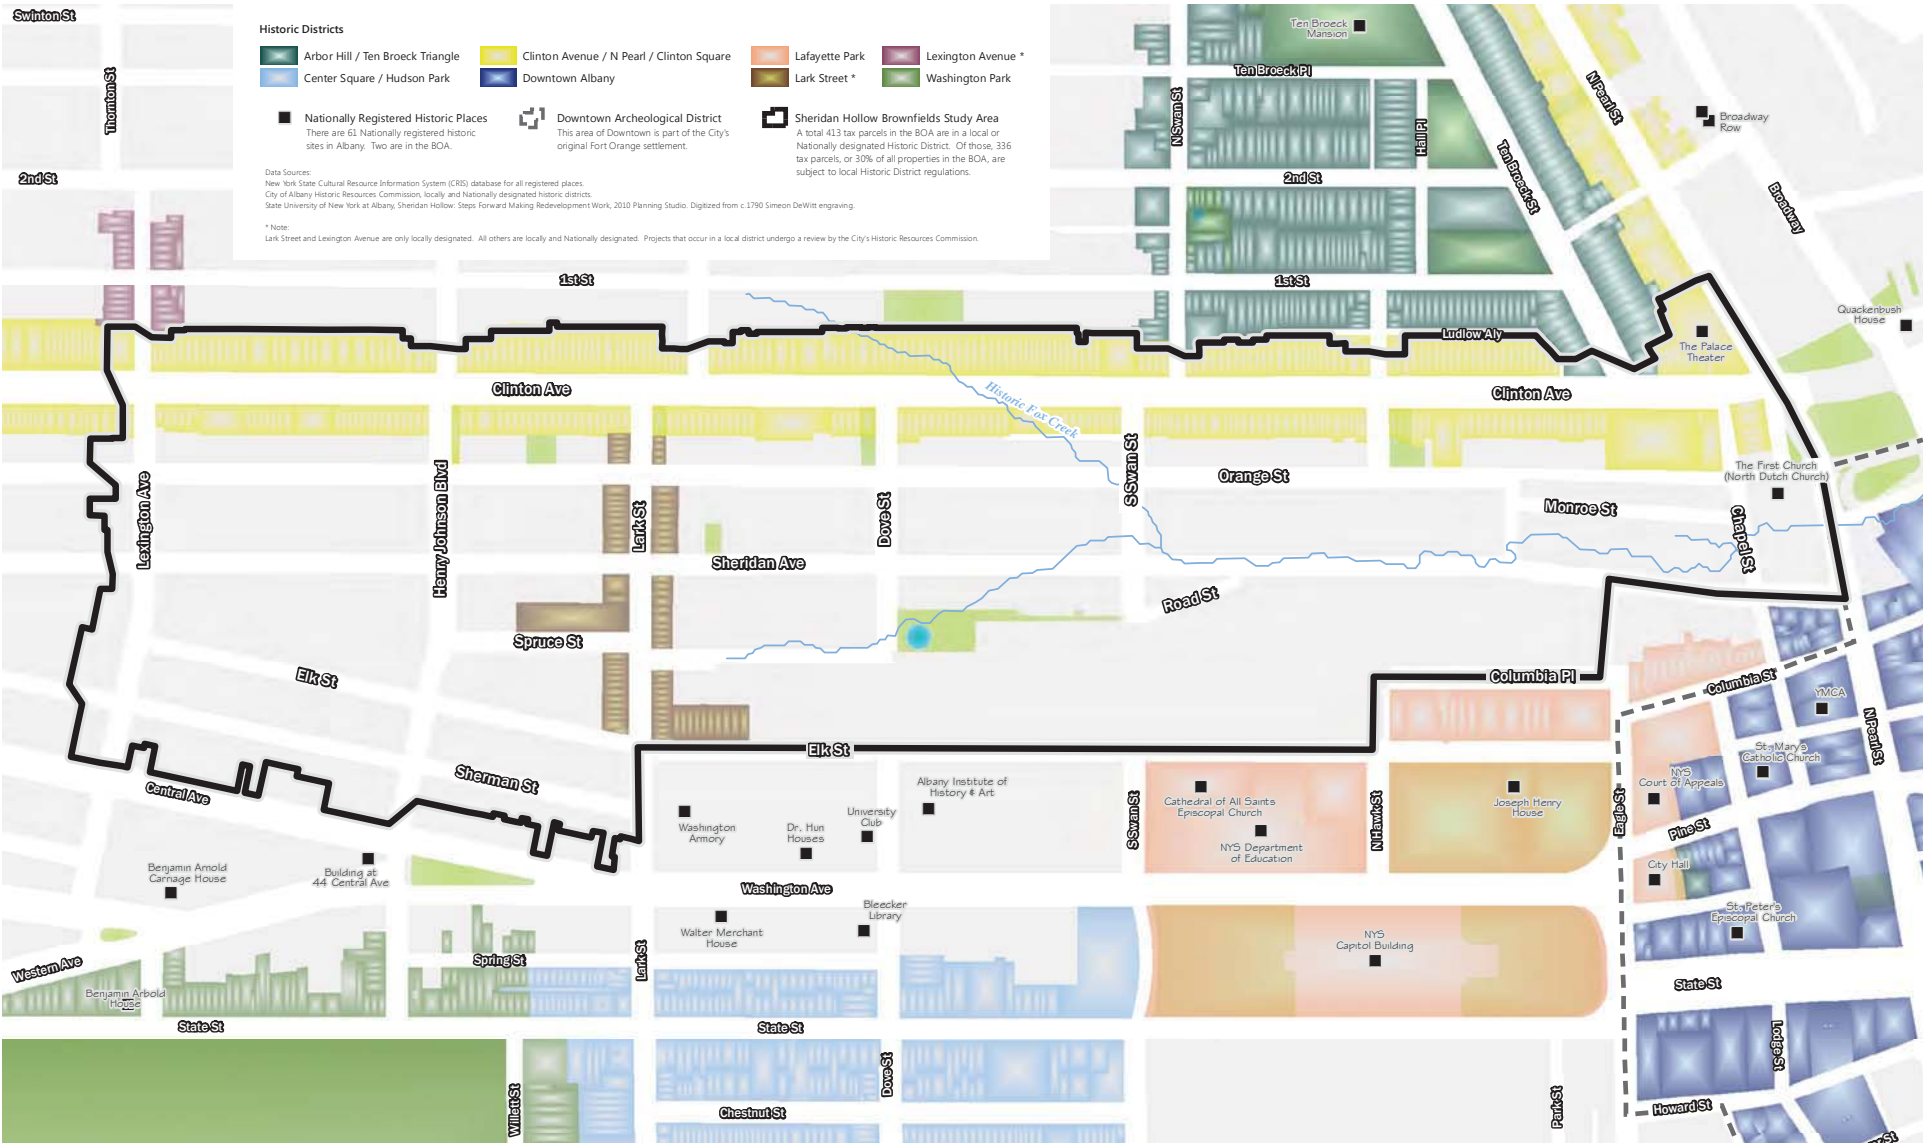 Swinton St
Thornton St
2nd St
Historic Districts
Arbor Hill / Ten Broeck Triangle
Clinton Avenue / N Pearl / Clinton Square
Lafayette Park
Lexington Avenue *
Center Square / Hudson Park
Downtown Albany
Lark Street *
Washington Park
Nationally Registered Historic Places
There are 61 Nationally registered historic
sites in Albany. Two are in the BOA.
Downtown Archeological District
This area of Downtown is part of the City's
original Fort Orange settlement.
Sheridan Hollow Brownfields Study Area
A total 413 tax parcels in the BOA are in a local or
Nationally designated Historic District. Of those, 336
tax parcels, or 30% of all properties in the BOA, are
subject to local Historic District regulations.
Data Sources:
New York State Cultural Resource Information System (CRIS) database for all registered places.
City of Albany Historic Resources Commission, locally and Nationally designated historic districts.
State University of New York at Albany, Sheridan Hollow: Steps Forward Making Redevelopment Work, 2010 Planning Studio. Digitized from c.1790 Simeon DeWitt engraving.
* Note:
Lark Street and Lexington Avenue are only locally designated. All others are locally and Nationally designated. Projects that occur in a local district undergo a review by the City's Historic Resources Commission.
Ten Broeck
Mansion
Ten Broeck Pl
N Swan St
Hall Pl
N Pearl St
Ten Broeck St
Broadway
Row
Broadway
2nd St
1st St
1st St
Quackenbush
House
Ludlow Aly
The Palace
Theater
Clinton Ave
Clinton Ave
Historic Fox Creek
Lexington Ave
Henry Johnson Blvd
Lark St
Dove St
S Swan St
Orange St
The First Church
(North Dutch Church)
Monroe St
Chapel St
Sheridan Ave
Road St
Spruce St
Elk St
Columbia Pl
Columbia St
YMCA
N Pearl St
Elk St
Sherman St
Central Ave
St. Mary's
Catholic Church
NYS
Court of Appeals
Eagle St
Pine St
City Hall
St. Peter's
Episcopal Church
Washington
Armory
Dr. Hun
Houses
University
Club
Albany Institute of
History & Art
S Swan St
Cathedral of All Saints
Episcopal Church
NYS Department
of Education
N Hawk St
Joseph Henry
House
Benjamin Arnold
Carriage House
Building at
44 Central Ave
Washington Ave
Walter Merchant
House
Bleecker
Library
NYS
Capitol Building
Western Ave
Benjamin Arbold
House
Spring St
Lark St
State St
State St
State St
Lodge St
Willett St
Dove St
Chestnut St
Park St
Howard St